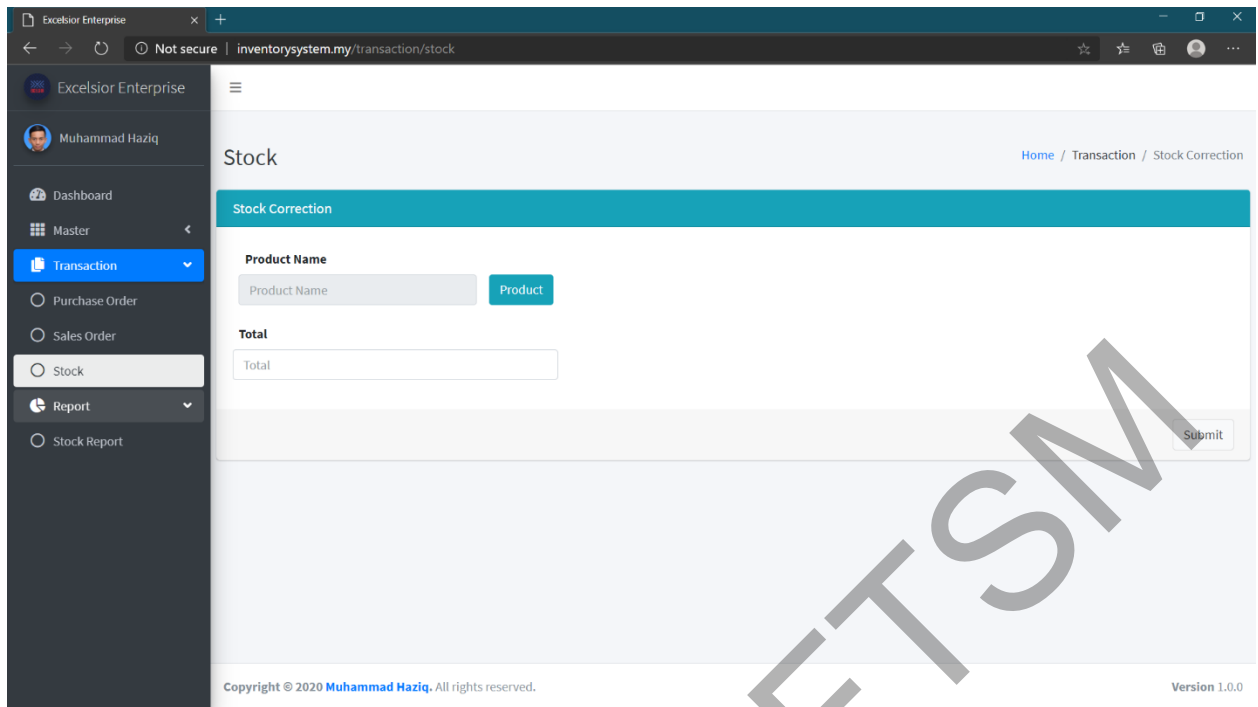 Excelsior Enterprise
Not secure | inventorysystem.my/transaction/stock
Excelsior Enterprise
Muhammad Haziq
Stock
Home / Transaction / Stock Correction
Dashboard
Master
Transaction
Purchase Order
Sales Order
Stock
Report
Stock Report
Stock Correction
Product Name
Product Name
Product
Total
Total
Submit
Copyright © 2020 Muhammad Haziq. All rights reserved.
Version 1.0.0
ETSM